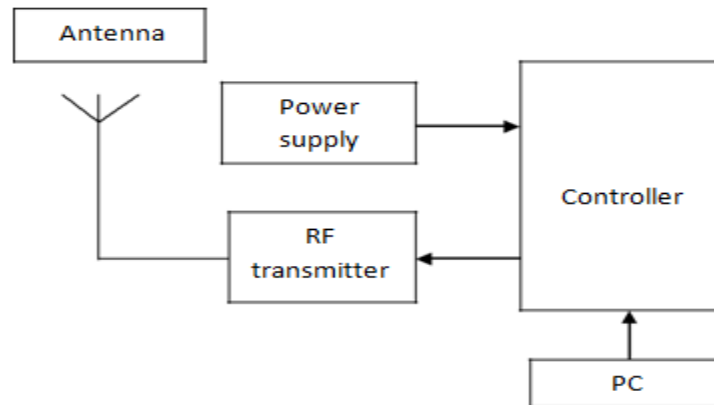 Antenna
Power
supply
Controller
RF
transmitter
PC